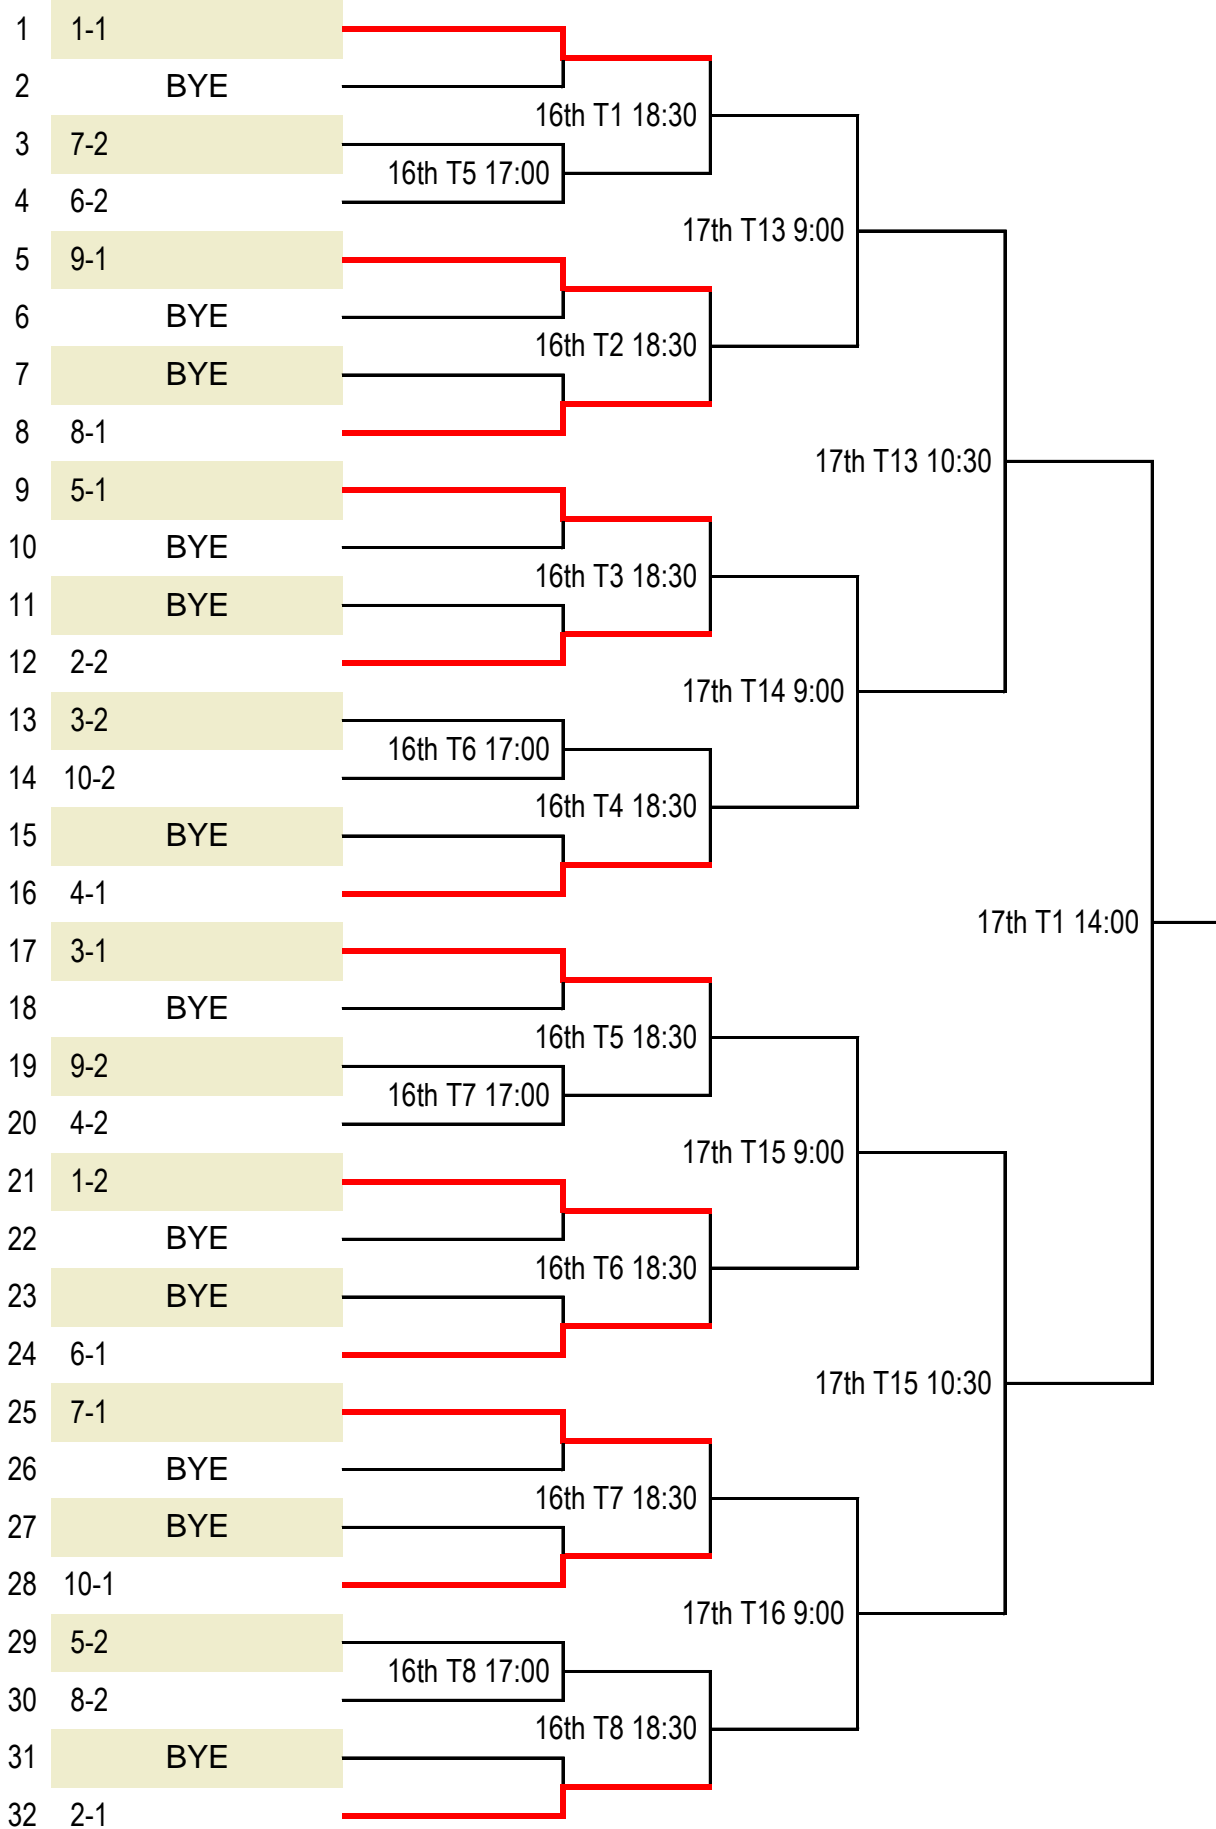 1 1-1
2 BYE
16th T1 18:30
3 7-2
16th T5 17:00
4 6-2
17th T13 9:00
5 9-1
6 BYE
16th T2 18:30
7 BYE
8 8-1
17th T13 10:30
9 5-1
10 BYE
16th T3 18:30
11 BYE
12 2-2
17th T14 9:00
13 3-2
16th T6 17:00
14 10-2
16th T4 18:30
15 BYE
16 4-1
17th T1 14:00
17 3-1
18 BYE
16th T5 18:30
19 9-2
16th T7 17:00
20 4-2
17th T15 9:00
21 1-2
22 BYE
16th T6 18:30
23 BYE
24 6-1
17th T15 10:30
25 7-1
26 BYE
16th T7 18:30
27 BYE
28 10-1
17th T16 9:00
29 5-2
16th T8 17:00
30 8-2
16th T8 18:30
31 BYE
32 2-1